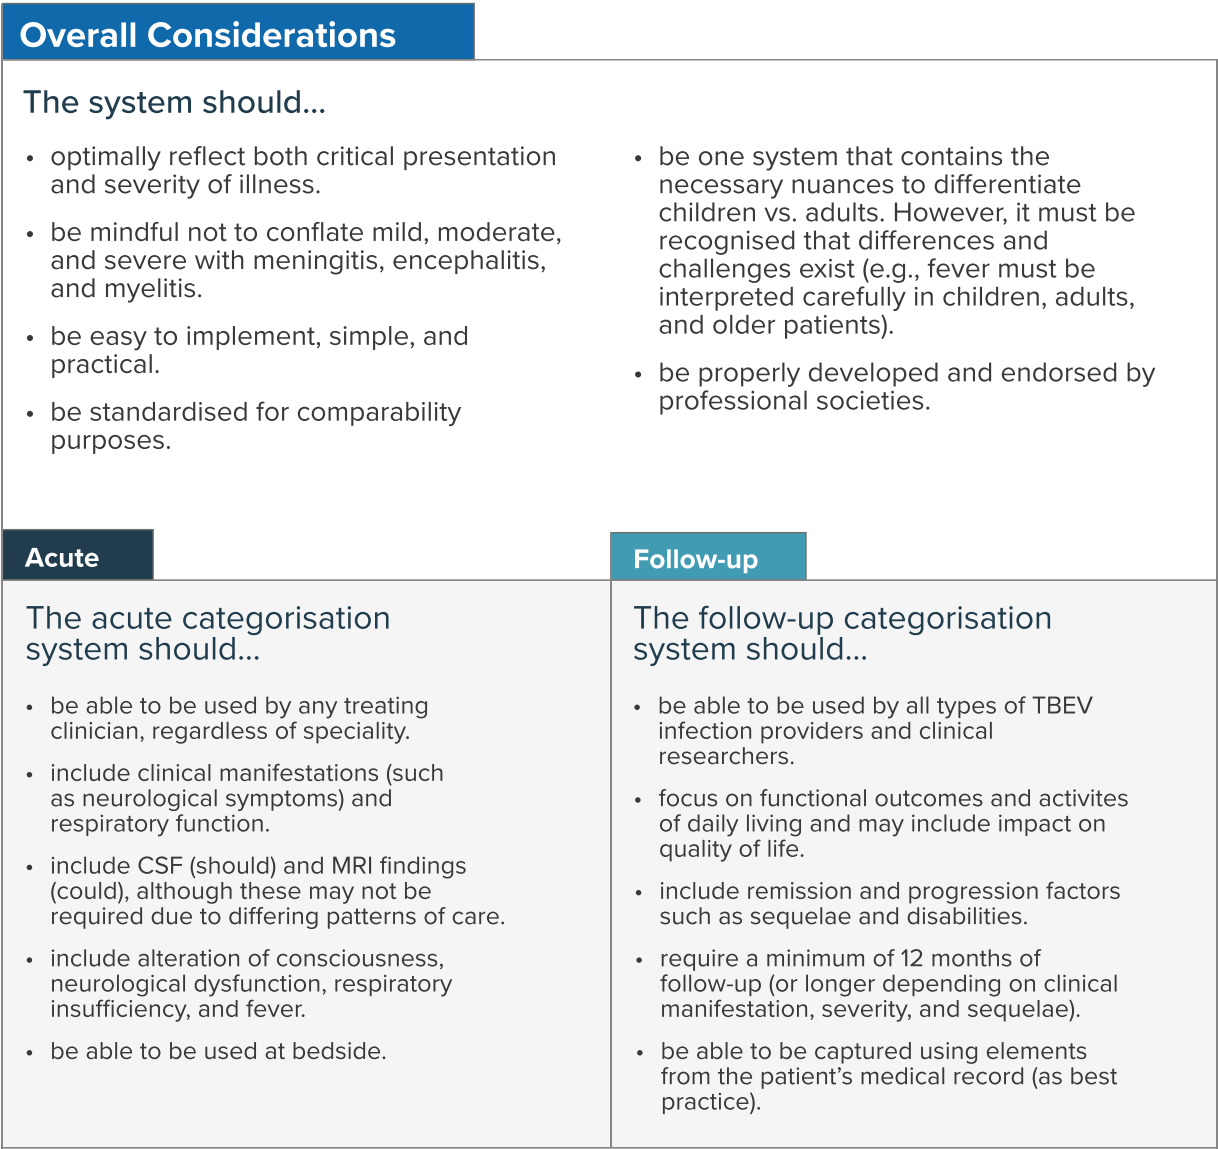 Overall Considerations
The system should...
• optimally reflect both critical presentation
and severity of illness.
• be mindful not to conflate mild, moderate,
and severe with meningitis, encephalitis,
and myelitis.
• be easy to implement, simple, and
practical.
• be standardised for comparability
purposes.
• be one system that contains the
necessary nuances to differentiate
children vs. adults. However, it must be
recognised that differences and
challenges exist (e.g., fever must be
interpreted carefully in children, adults,
and older patients).
• be properly developed and endorsed by
professional societies.
Acute
The acute categorisation
system should...
• be able to be used by any treating
clinician, regardless of speciality.
• include clinical manifestations (such
as neurological symptoms) and
respiratory function.
• include CSF (should) and MRI findings
(could), although these may not be
required due to differing patterns of care.
• include alteration of consciousness,
neurological dysfunction, respiratory
insufficiency, and fever.
• be able to be used at bedside.
Follow-up
The follow-up categorisation
system should...
• be able to be used by all types of TBEV
infection providers and clinical
researchers.
• focus on functional outcomes and activites
of daily living and may include impact on
quality of life.
• include remission and progression factors
such as sequelae and disabilities.
• require a minimum of 12 months of
follow-up (or longer depending on clinical
manifestation, severity, and sequelae).
• be able to be captured using elements
from the patient’s medical record (as best
practice).